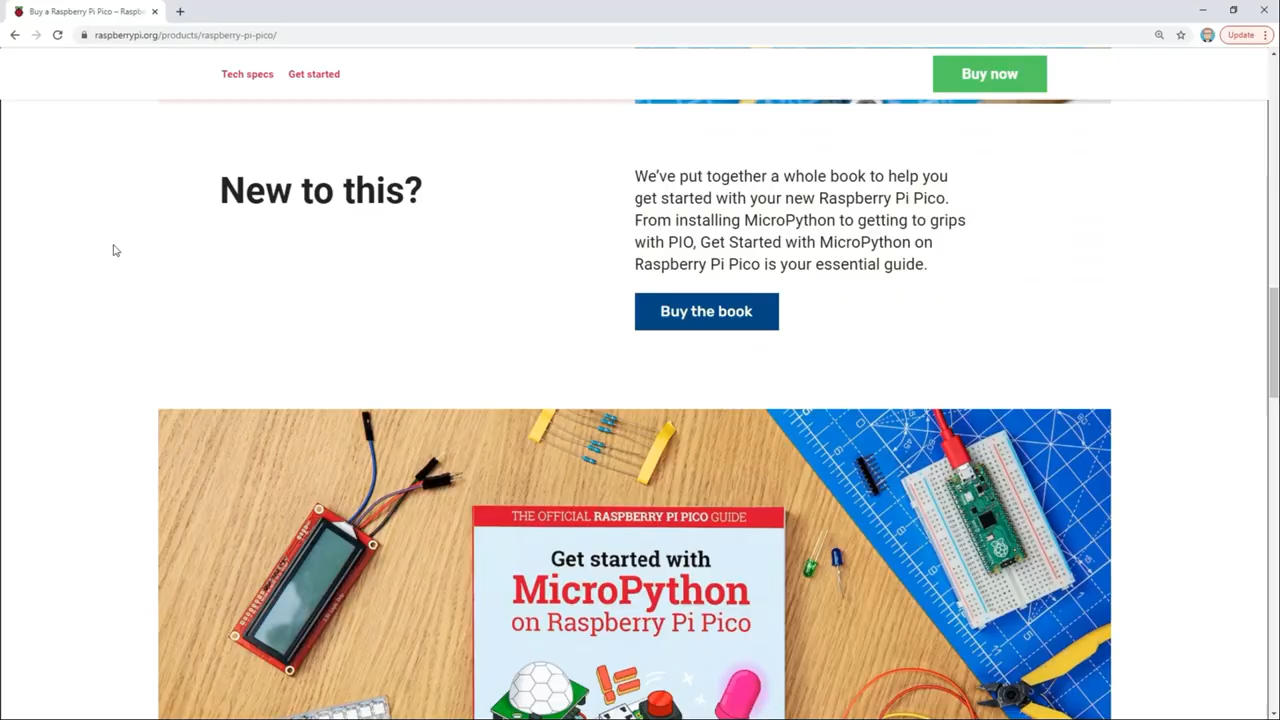 Buy a Raspberry Pi Pico – Raspbe
raspberrypi.org/products/raspberry-pi-pico/
Update
Tech specs
Get started
Buy now
New to this?
We’ve put together a whole book to help you
get started with your new Raspberry Pi Pico.
From installing MicroPython to getting to grips
with PIO, Get Started with MicroPython on
Raspberry Pi Pico is your essential guide.
Buy the book
THE OFFICIAL RASPBERRY PI PICO GUIDE
Get started with
MicroPython
on Raspberry Pi Pico